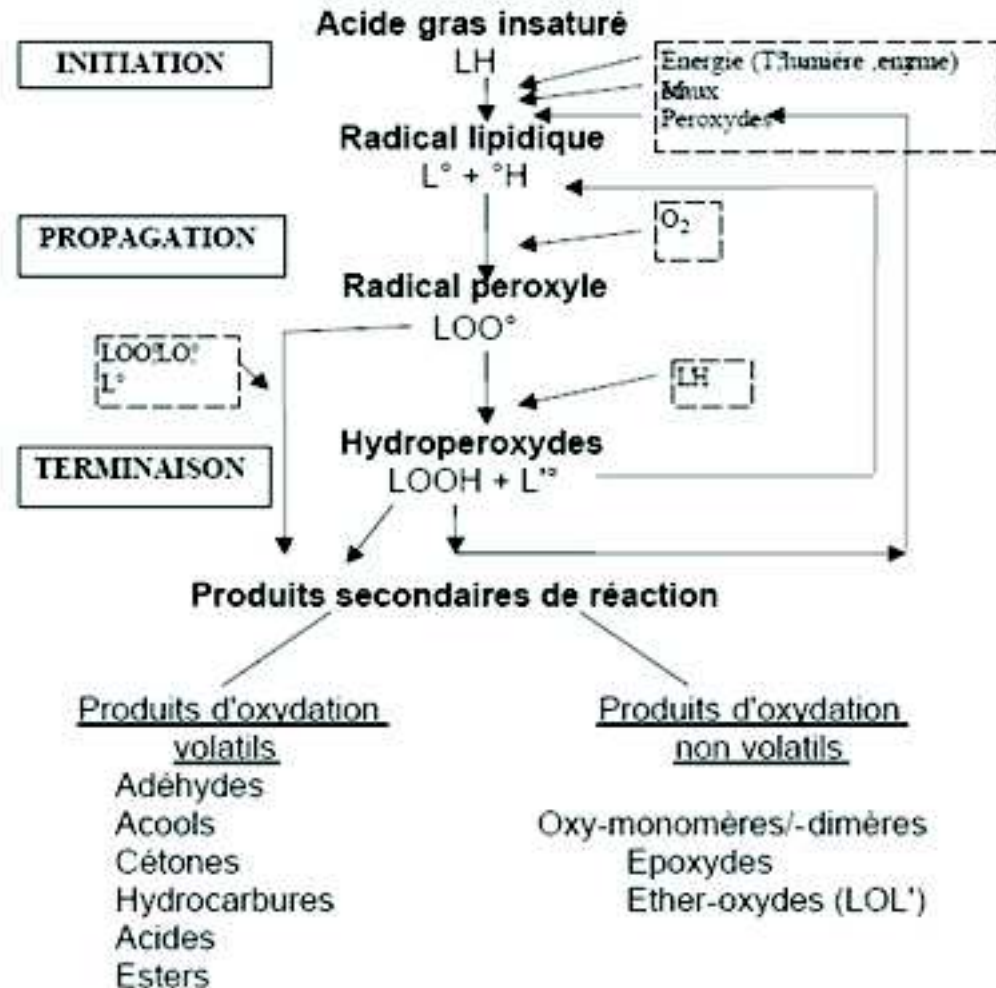 Acide gras insaturé
INITIATION
LH
Energie (T°lumière ,enzyme)
Peroxydes
Radical lipidique
L° + °H
PROPAGATION
O2
Radical peroxyle
LOO°
LOO°LO°
L°
LH
Hydroperoxydes
TERMINAISON
LOOH + L'°
Produits secondaires de réaction
Produits d'oxydation
volatils
Adéhydes
Acools
Cétones
Hydrocarbures
Acides
Esters
Produits d'oxydation
non volatils
Oxy-monomères/-dimères
Epoxydes
Ether-oxydes (LOL')